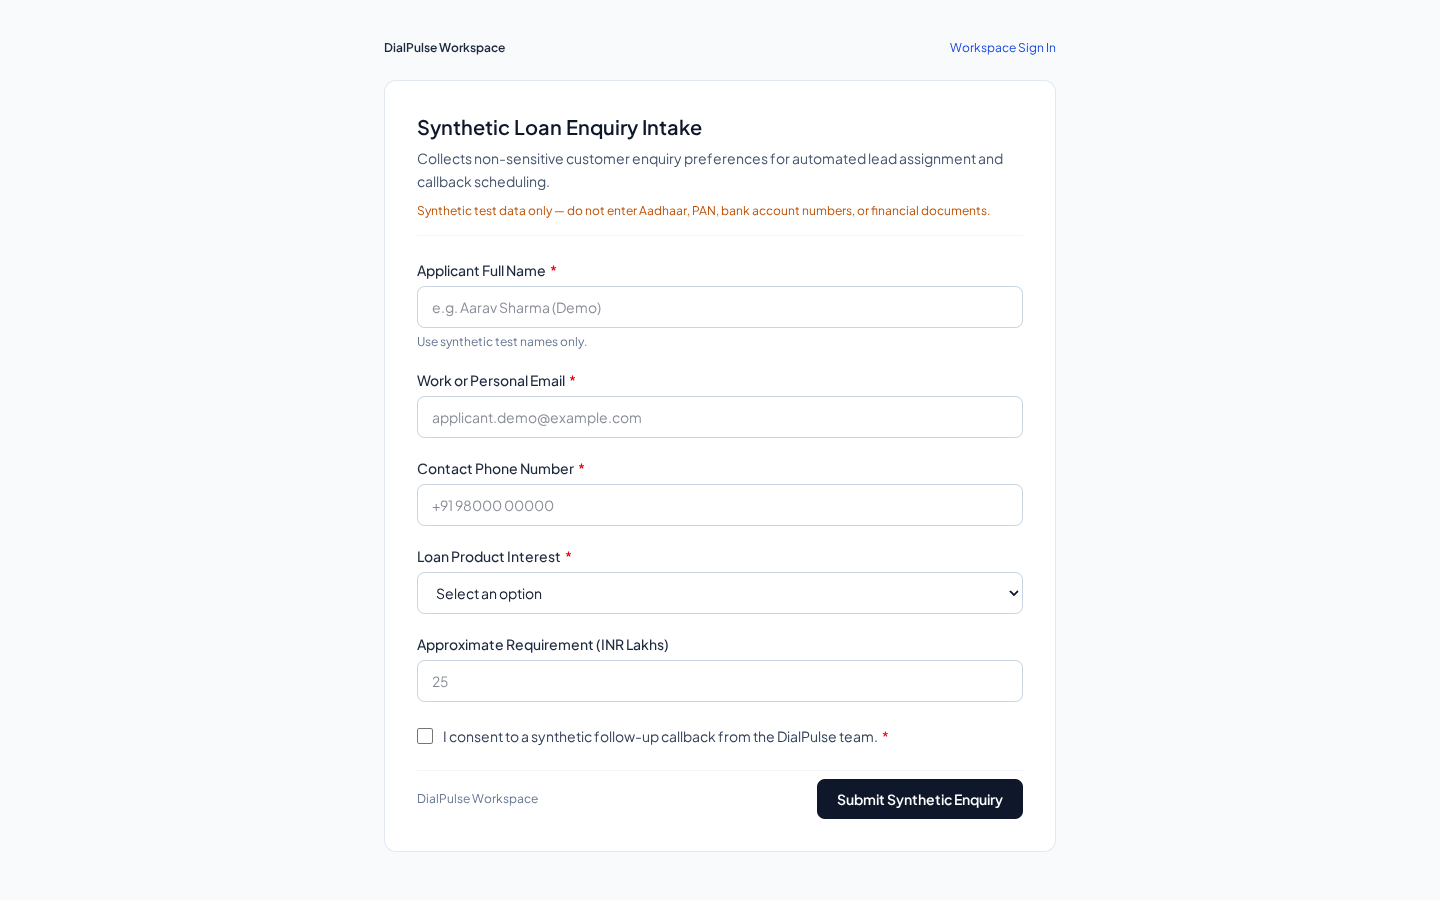 DialPulse Workspace
Workspace Sign In
Synthetic Loan Enquiry Intake
Collects non-sensitive customer enquiry preferences for automated lead assignment and
callback scheduling.
Synthetic test data only — do not enter Aadhaar, PAN, bank account numbers, or financial documents.
Applicant Full Name *
e.g. Aarav Sharma (Demo)
Use synthetic test names only.
Work or Personal Email *
applicant.demo@example.com
Contact Phone Number *
+91 98000 00000
Loan Product Interest *
Select an option
Approximate Requirement (INR Lakhs)
25
I consent to a synthetic follow-up callback from the DialPulse team. *
DialPulse Workspace
Submit Synthetic Enquiry